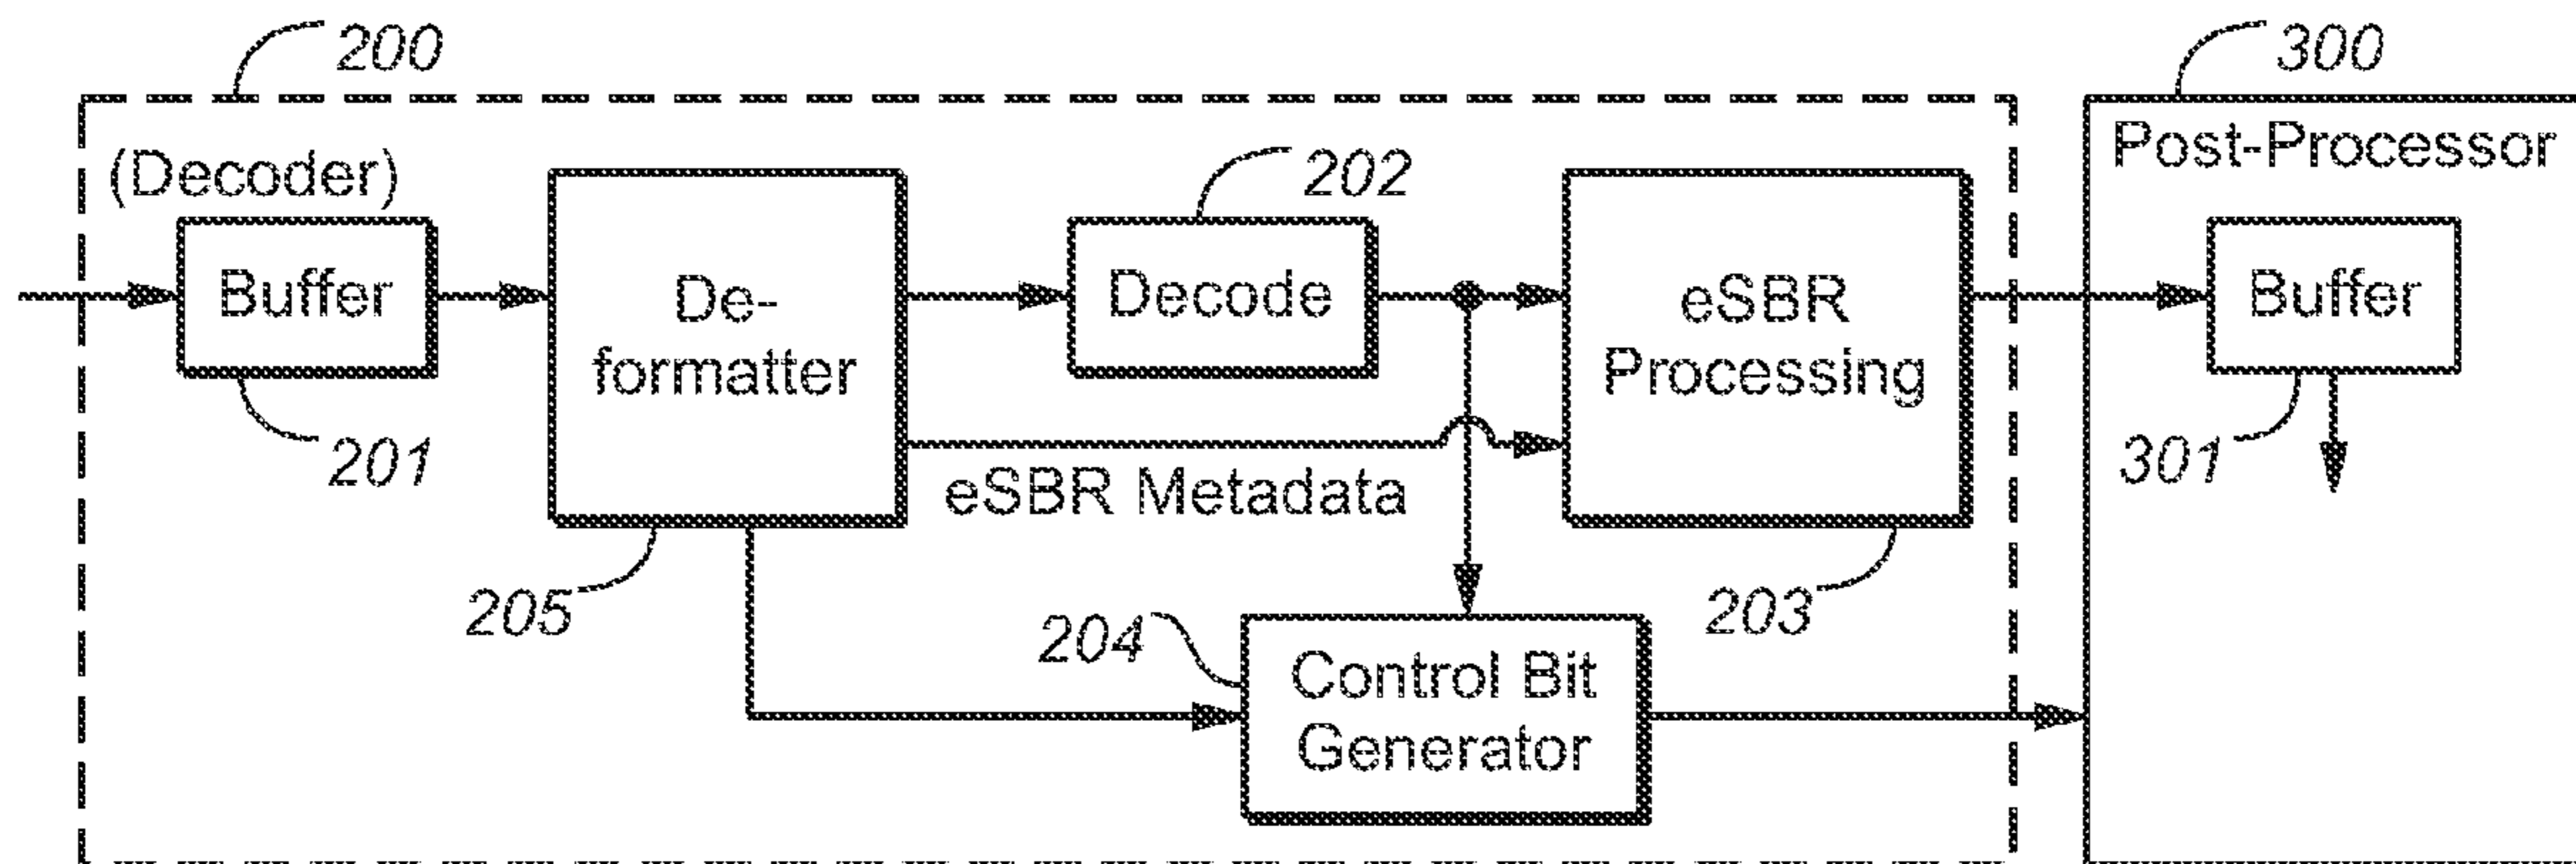 200
300
(Decoder)
Post-Processor
202
Buffer
De-
formatter
Decode
eSBR
Processing
Buffer
201
eSBR Metadata
301
205
204
203
Control Bit
Generator